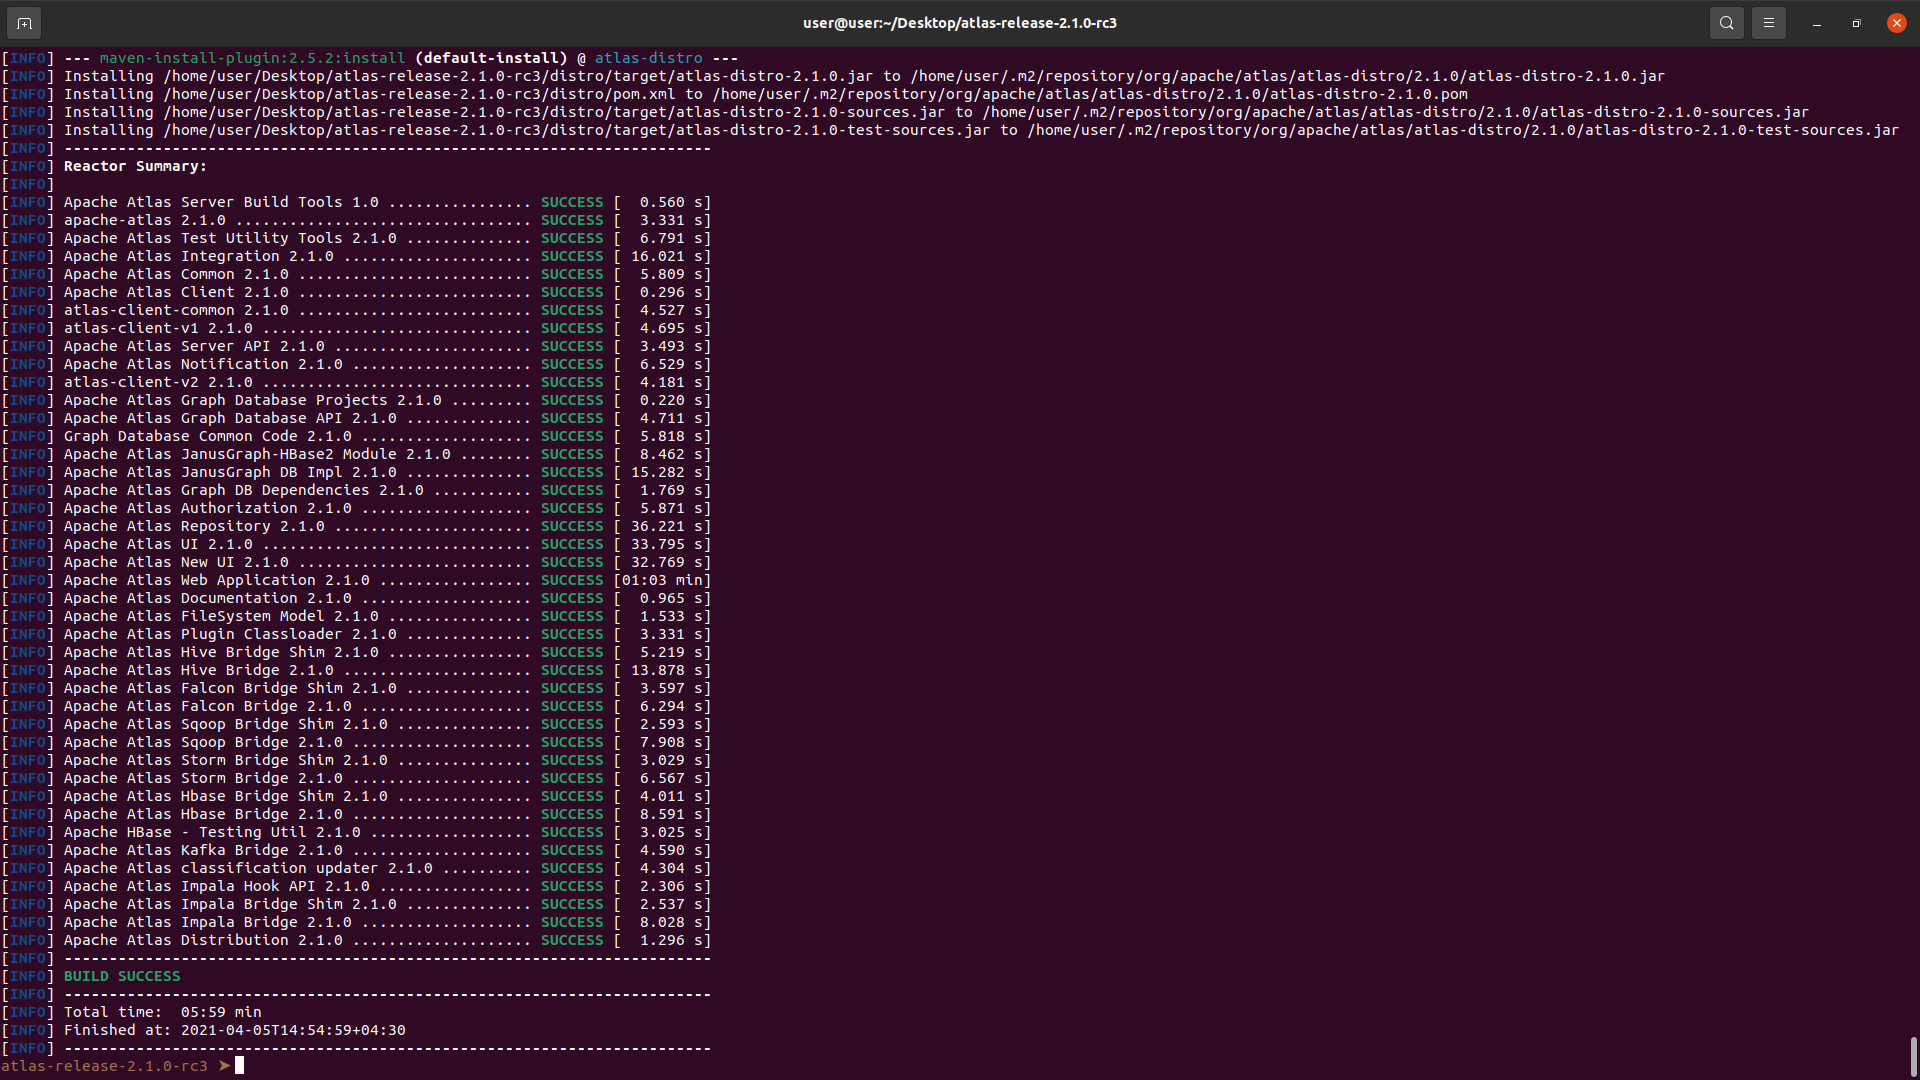 user@user:~/Desktop/atlas-release-2.1.0-rc3
[INFO] --- maven-install-plugin:2.5.2:install (default-install) @ atlas-distro ---
[INFO] Installing /home/user/Desktop/atlas-release-2.1.0-rc3/distro/target/atlas-distro-2.1.0.jar to /home/user/.m2/repository/org/apache/atlas/atlas-distro/2.1.0/atlas-distro-2.1.0.jar
[INFO] Installing /home/user/Desktop/atlas-release-2.1.0-rc3/distro/pom.xml to /home/user/.m2/repository/org/apache/atlas/atlas-distro/2.1.0/atlas-distro-2.1.0.pom
[INFO] Installing /home/user/Desktop/atlas-release-2.1.0-rc3/distro/target/atlas-distro-2.1.0-sources.jar to /home/user/.m2/repository/org/apache/atlas/atlas-distro/2.1.0/atlas-distro-2.1.0-sources.jar
[INFO] Installing /home/user/Desktop/atlas-release-2.1.0-rc3/distro/target/atlas-distro-2.1.0-test-sources.jar to /home/user/.m2/repository/org/apache/atlas/atlas-distro/2.1.0/atlas-distro-2.1.0-test-sources.jar
[INFO] ------------------------------------------------------------------------
[INFO] Reactor Summary:
[INFO]
[INFO] Apache Atlas Server Build Tools 1.0 ................ SUCCESS [  0.560 s]
[INFO] apache-atlas 2.1.0 ................................. SUCCESS [  3.331 s]
[INFO] Apache Atlas Test Utility Tools 2.1.0 .............. SUCCESS [  6.791 s]
[INFO] Apache Atlas Integration 2.1.0 ..................... SUCCESS [ 16.021 s]
[INFO] Apache Atlas Common 2.1.0 .......................... SUCCESS [  5.809 s]
[INFO] Apache Atlas Client 2.1.0 .......................... SUCCESS [  0.296 s]
[INFO] atlas-client-common 2.1.0 .......................... SUCCESS [  4.527 s]
[INFO] atlas-client-v1 2.1.0 .............................. SUCCESS [  4.695 s]
[INFO] Apache Atlas Server API 2.1.0 ...................... SUCCESS [  3.493 s]
[INFO] Apache Atlas Notification 2.1.0 .................... SUCCESS [  6.529 s]
[INFO] atlas-client-v2 2.1.0 .............................. SUCCESS [  4.181 s]
[INFO] Apache Atlas Graph Database Projects 2.1.0 ......... SUCCESS [  0.220 s]
[INFO] Apache Atlas Graph Database API 2.1.0 .............. SUCCESS [  4.711 s]
[INFO] Graph Database Common Code 2.1.0 ................... SUCCESS [  5.818 s]
[INFO] Apache Atlas JanusGraph-HBase2 Module 2.1.0 ........ SUCCESS [  8.462 s]
[INFO] Apache Atlas JanusGraph DB Impl 2.1.0 .............. SUCCESS [ 15.282 s]
[INFO] Apache Atlas Graph DB Dependencies 2.1.0 ........... SUCCESS [  1.769 s]
[INFO] Apache Atlas Authorization 2.1.0 ................... SUCCESS [  5.871 s]
[INFO] Apache Atlas Repository 2.1.0 ...................... SUCCESS [ 36.221 s]
[INFO] Apache Atlas UI 2.1.0 .............................. SUCCESS [ 33.795 s]
[INFO] Apache Atlas New UI 2.1.0 .......................... SUCCESS [ 32.769 s]
[INFO] Apache Atlas Web Application 2.1.0 ................. SUCCESS [01:03 min]
[INFO] Apache Atlas Documentation 2.1.0 ................... SUCCESS [  0.965 s]
[INFO] Apache Atlas FileSystem Model 2.1.0 ................ SUCCESS [  1.533 s]
[INFO] Apache Atlas Plugin Classloader 2.1.0 .............. SUCCESS [  3.331 s]
[INFO] Apache Atlas Hive Bridge Shim 2.1.0 ................ SUCCESS [  5.219 s]
[INFO] Apache Atlas Hive Bridge 2.1.0 ..................... SUCCESS [ 13.878 s]
[INFO] Apache Atlas Falcon Bridge Shim 2.1.0 .............. SUCCESS [  3.597 s]
[INFO] Apache Atlas Falcon Bridge 2.1.0 ................... SUCCESS [  6.294 s]
[INFO] Apache Atlas Sqoop Bridge Shim 2.1.0 ............... SUCCESS [  2.593 s]
[INFO] Apache Atlas Sqoop Bridge 2.1.0 .................... SUCCESS [  7.908 s]
[INFO] Apache Atlas Storm Bridge Shim 2.1.0 ............... SUCCESS [  3.029 s]
[INFO] Apache Atlas Storm Bridge 2.1.0 .................... SUCCESS [  6.567 s]
[INFO] Apache Atlas Hbase Bridge Shim 2.1.0 ............... SUCCESS [  4.011 s]
[INFO] Apache Atlas Hbase Bridge 2.1.0 .................... SUCCESS [  8.591 s]
[INFO] Apache HBase - Testing Util 2.1.0 .................. SUCCESS [  3.025 s]
[INFO] Apache Atlas Kafka Bridge 2.1.0 .................... SUCCESS [  4.590 s]
[INFO] Apache Atlas classification updater 2.1.0 .......... SUCCESS [  4.304 s]
[INFO] Apache Atlas Impala Hook API 2.1.0 ................. SUCCESS [  2.306 s]
[INFO] Apache Atlas Impala Bridge Shim 2.1.0 .............. SUCCESS [  2.537 s]
[INFO] Apache Atlas Impala Bridge 2.1.0 ................... SUCCESS [  8.028 s]
[INFO] Apache Atlas Distribution 2.1.0 .................... SUCCESS [  1.296 s]
[INFO] ------------------------------------------------------------------------
[INFO] BUILD SUCCESS
[INFO] ------------------------------------------------------------------------
[INFO] Total time:  05:59 min
[INFO] Finished at: 2021-04-05T14:54:59+04:30
[INFO] ------------------------------------------------------------------------
atlas-release-2.1.0-rc3 ➤